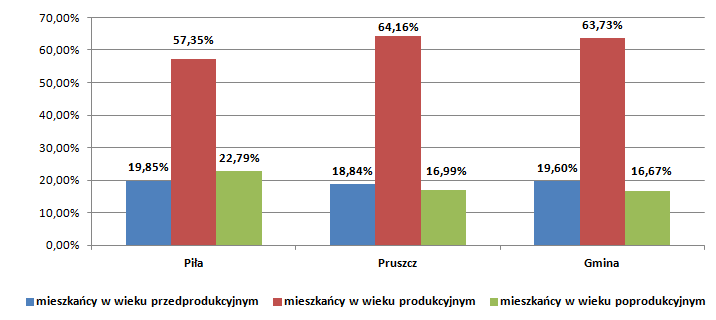 70,00%
60,00%
50,00%
40,00%
30,00%
20,00%
10,00%
0,00%
57,35%
64,16%
63,73%
19,85%
22,79%
18,84%
16,99%
19,60%
16,67%
Piła
Pruszcz
Gmina
mieszkańcy w wieku przedprodukcyjnym
mieszkańcy w wieku produkcyjnym
mieszkańcy w wieku poprodukcyjnym